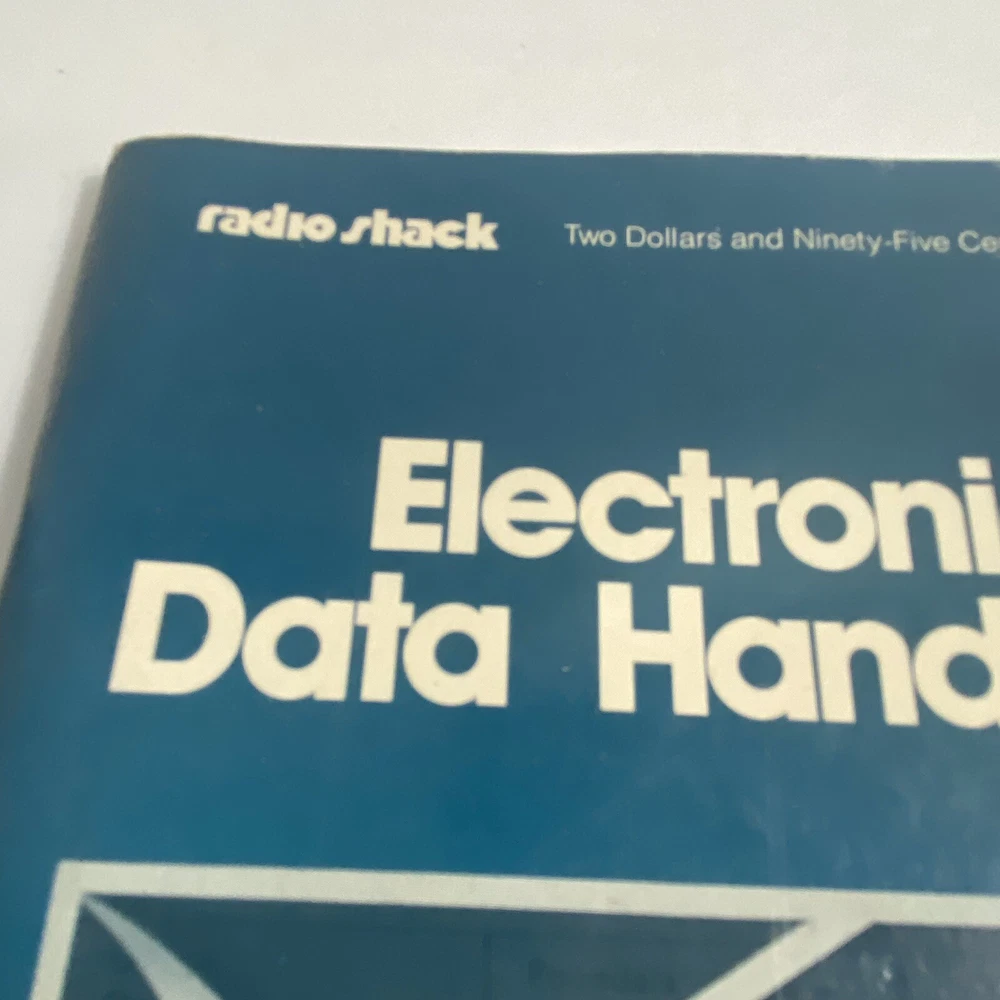 radio shack Two Dollars and Ninety-Five Ce
Electroni
Data Hand